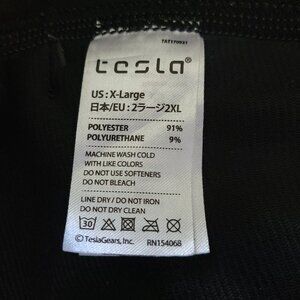 tesla®
US : X-Large
日本/EU : 2ラージ2XL
POLYESTER 91%
POLYURETHANE 9%
MACHINE WASH COLD
WITH LIKE COLORS
DO NOT USE SOFTENERS
DO NOT BLEACH
LINE DRY / DO NOT IRON
DO NOT DRY CLEAN
30
© TeslaGears, Inc. RN154068